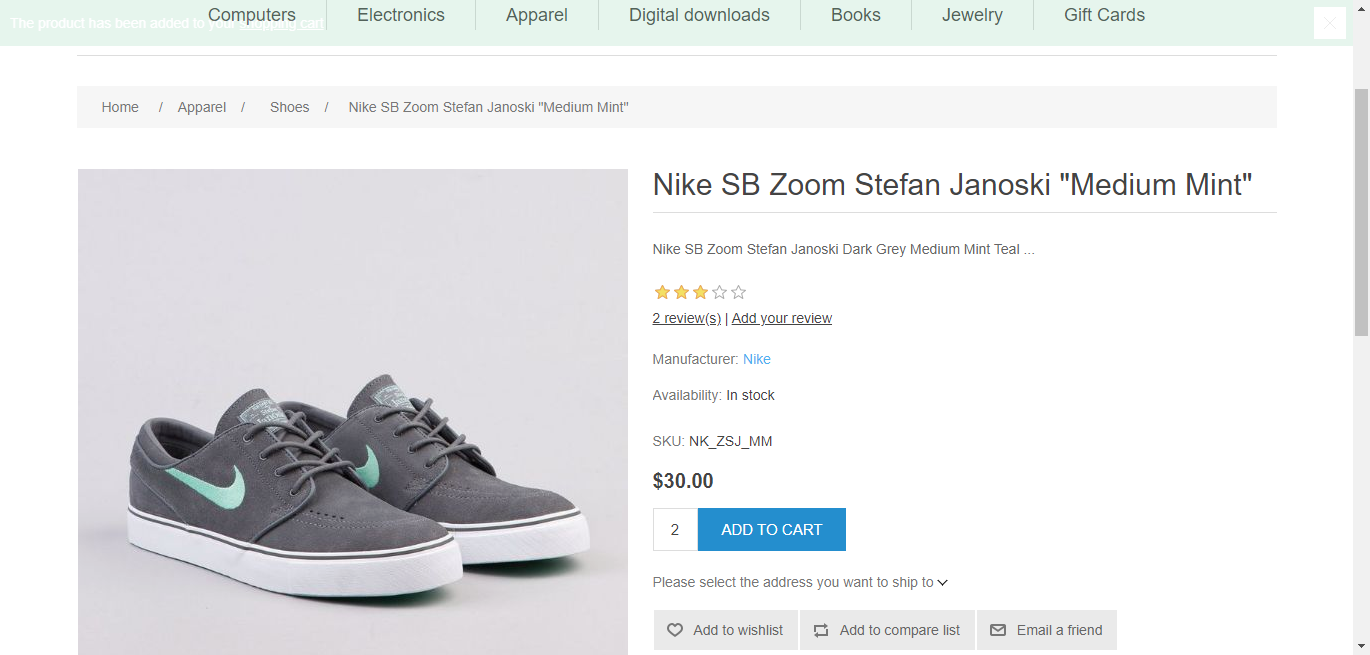 Computers Electronics Apparel Digital downloads Books Jewelry Gift Cards
The product has been added to your shopping cart
Home / Apparel / Shoes / Nike SB Zoom Stefan Janoski "Medium Mint"
Nike SB Zoom Stefan Janoski "Medium Mint"
Nike SB Zoom Stefan Janoski Dark Grey Medium Mint Teal ...
2 review(s) | Add your review
Manufacturer: Nike
Availability: In stock
SKU: NK_ZSJ_MM
$30.00
2 ADD TO CART
Please select the address you want to ship to
Add to wishlist Add to compare list Email a friend